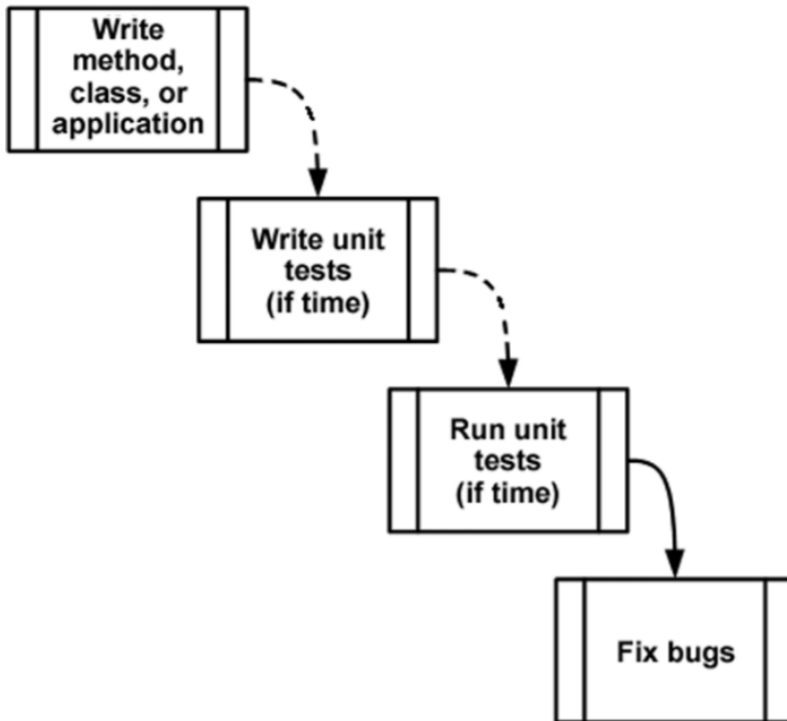 Write
method,
class, or
application
Write unit
tests
(if time)
Run unit
tests
(if time)
Fix bugs